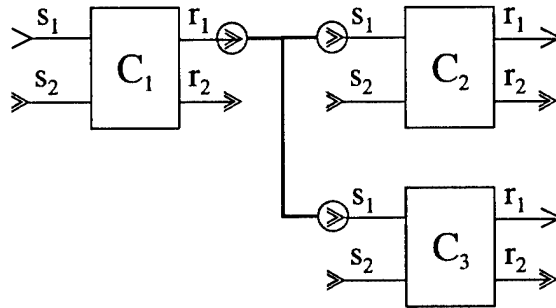 s₁ r₁ s₁ r₁
C₁ C₂
s₂ r₂ s₂ r₂
s₁ r₁
C₃
s₂ r₂